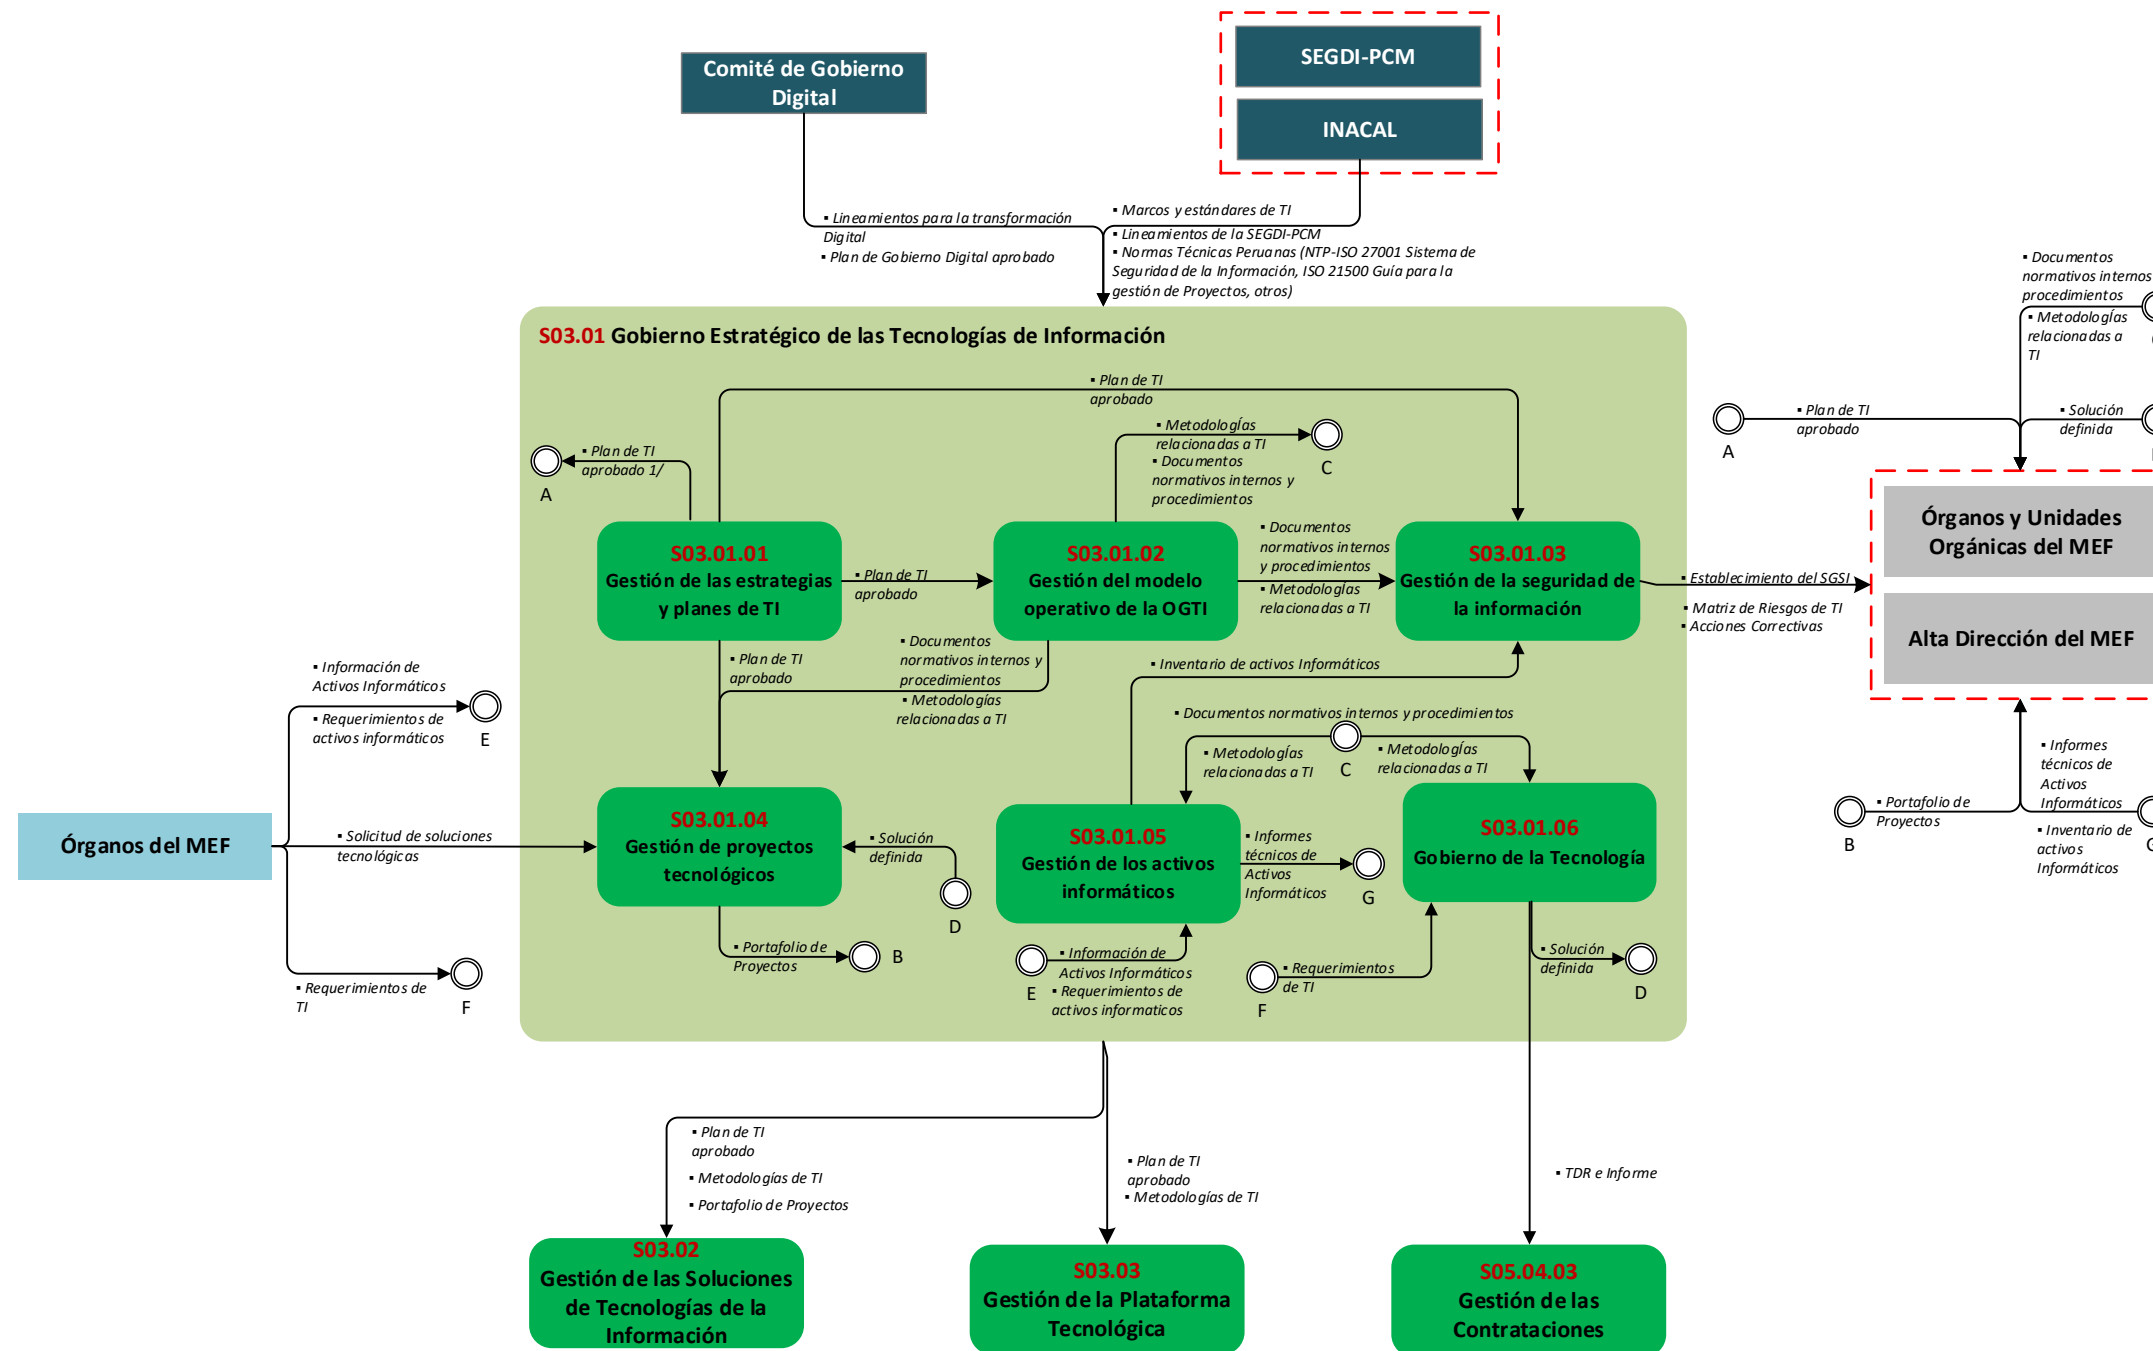 Comité de Gobierno
Digital
SEGDI-PCM
INACAL
▪ Lineamientos para la transformación
Digital
▪ Plan de Gobierno Digital aprobado
▪ Marcos y estándares de TI
▪ Lineamientos de la SEGDI-PCM
▪ Normas Técnicas Peruanas (NTP-ISO 27001 Sistema de
Seguridad de la Información, ISO 21500 Guía para la
gestión de Proyectos, otros)
S03.01 Gobierno Estratégico de las Tecnologías de Información
▪ Plan de TI
aprobado
▪ Plan de TI
aprobado 1/
A
▪ Metodologías
relacionadas a TI
▪ Documentos
normativos internos y
procedimientos
C
S03.01.01
Gestión de las estrategias
y planes de TI
▪ Plan de TI
aprobado
S03.01.02
Gestión del modelo
operativo de la OGTI
▪ Documentos
normativos internos
y procedimientos
▪ Metodologías
relacionadas a TI
S03.01.03
Gestión de la seguridad de
la información
▪ Establecimiento del SGSI
▪ Matriz de Riesgos de TI
▪ Acciones Correctivas
▪ Documentos
normativos internos
procedimientos
▪ Metodologías
relacionadas a
TI
A
▪ Plan de TI
aprobado
▪ Solución
definida
Órganos y Unidades
Orgánicas del MEF
Alta Dirección del MEF
B
▪ Portafolio de
Proyectos
▪ Informes
técnicos de
Activos
Informáticos
▪ Inventario de
activos
Informáticos
▪ Plan de TI
aprobado
▪ Documentos
normativos internos y
procedimientos
▪ Metodologías
relacionadas a TI
▪ Inventario de activos Informáticos
▪ Documentos normativos internos y procedimientos
▪ Metodologías
relacionadas a TI
C
▪ Metodologías
relacionadas a TI
▪ Información de
Activos Informáticos
▪ Requerimientos de
activos informáticos
E
Órganos del MEF
▪ Solicitud de soluciones
tecnológicas
▪ Requerimientos de
TI
F
S03.01.04
Gestión de proyectos
tecnológicos
▪ Solución
definida
D
▪ Portafolio de
Proyectos
B
S03.01.05
Gestión de los activos
informáticos
▪ Informes
técnicos de
Activos
Informáticos
G
S03.01.06
Gobierno de la Tecnología
E
▪ Información de
Activos Informáticos
▪ Requerimientos de
activos informaticos
F
▪ Requerimientos
de TI
▪ Solución
definida
D
▪ Plan de TI
aprobado
▪ Metodologías de TI
▪ Portafolio de Proyectos
▪ Plan de TI
aprobado
▪ Metodologías de TI
▪ TDR e Informe
S03.02
Gestión de las Soluciones
de Tecnologías de la
Información
S03.03
Gestión de la Plataforma
Tecnológica
S05.04.03
Gestión de las
Contrataciones